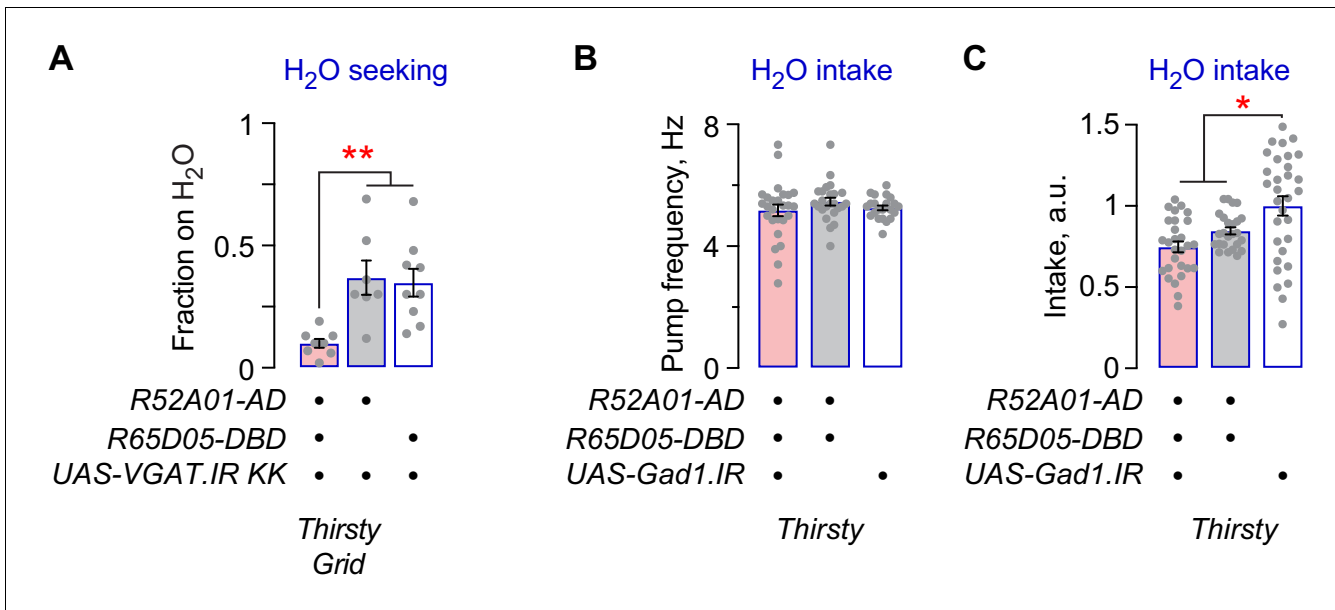 A
H2O seeking
Fraction on H2O
1
0.5
0
**
R52A01-AD • •
R65D05-DBD • •
UAS-VGAT.IR KK • • •
Thirsty
Grid
B
H2O intake
Pump frequency, Hz
8
4
0
R52A01-AD • •
R65D05-DBD • •
UAS-Gad1.IR • •
Thirsty
C
H2O intake
*
Intake, a.u.
1.5
1
0.5
0
R52A01-AD • •
R65D05-DBD • •
UAS-Gad1.IR • •
Thirsty